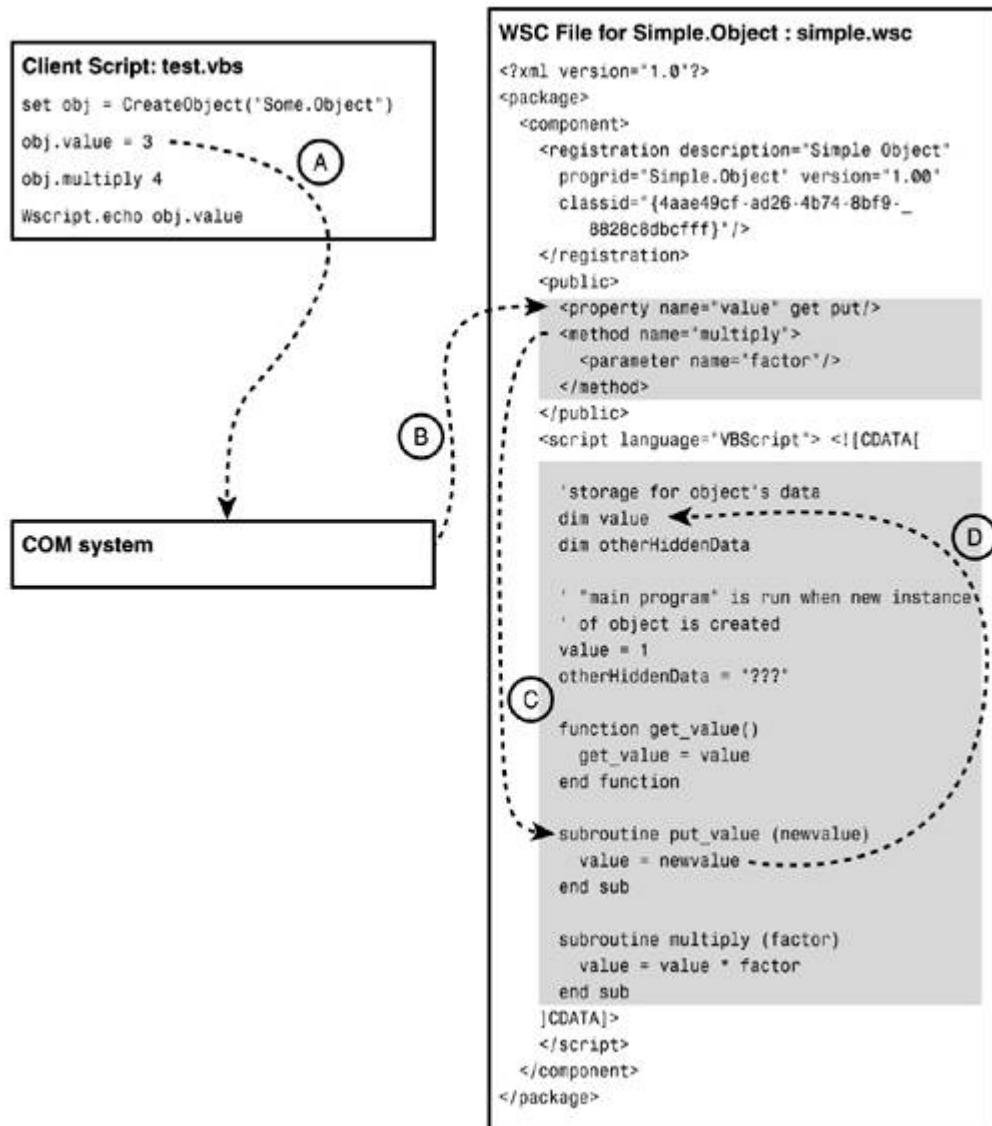 Client Script: test.vbs
set obj = CreateObject("Some.Object")
obj.value = 3
obj.multiply 4
Wscript.echo obj.value
A
COM system
B
WSC File for Simple.Object : simple.wsc
<?xml version="1.0"?>
<package>
<component>
<registration description="Simple Object"
progrid="Simple.Object" version="1.00"
classid="{4aae49cf-ad26-4b74-8bf9-_
8828c8dbcfff}"/>
</registration>
<public>
<property name="value" get put/>
<method name="multiply">
<parameter name="factor"/>
</method>
</public>
<script language="VBScript"> <![CDATA[
'storage for object's data
dim value
D
dim otherHiddenData
' "main program" is run when new instance
' of object is created
value = 1
otherHiddenData = "???"
C
function get_value()
get_value = value
end function
subroutine put_value (newvalue)
value = newvalue
end sub
subroutine multiply (factor)
value = value * factor
end sub
]CDATA]>
</script>
</component>
</package>